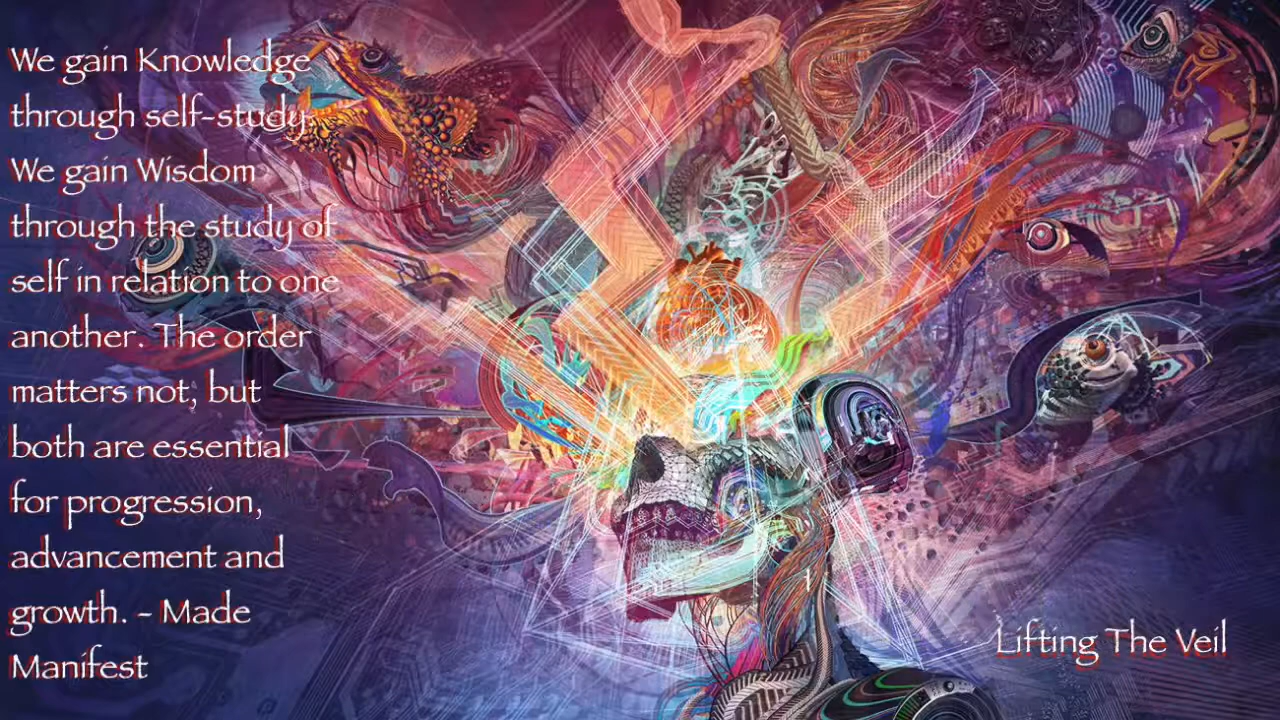 We gain Knowledge
through self-study.
We gain Wisdom
through the study of
self in relation to one
another. The order
matters not, but
both are essential
for progression,
advancement and
growth. - Made
Manifest
Lifting The Veil